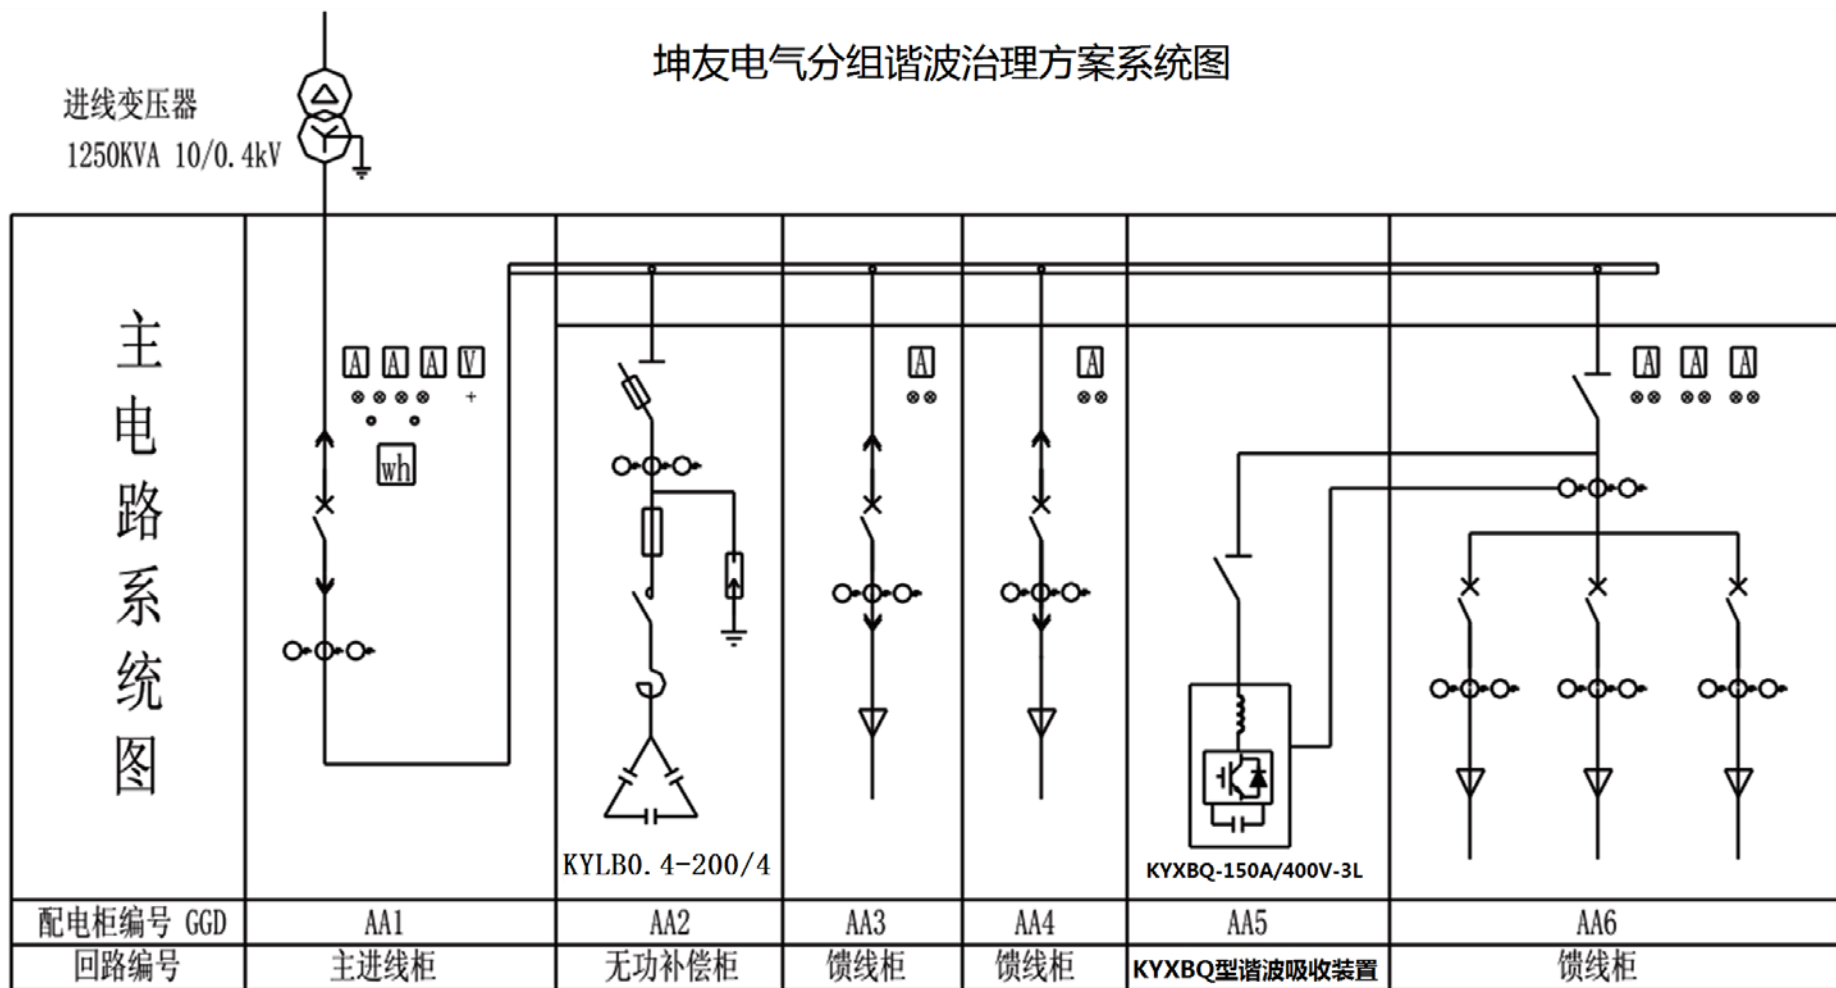 坤友电气分组谐波治理方案系统图
进线变压器
1250KVA 10/0.4kV
主电路系统图
A A A V
wh
A
A
A A A
KYLB0.4-200/4
KYXBQ-150A/400V-3L
配电柜编号 GGD AA1 AA2 AA3 AA4 AA5 AA6
回路编号 主进线柜 无功补偿柜 馈线柜 馈线柜 KYXBQ型谐波吸收装置 馈线柜